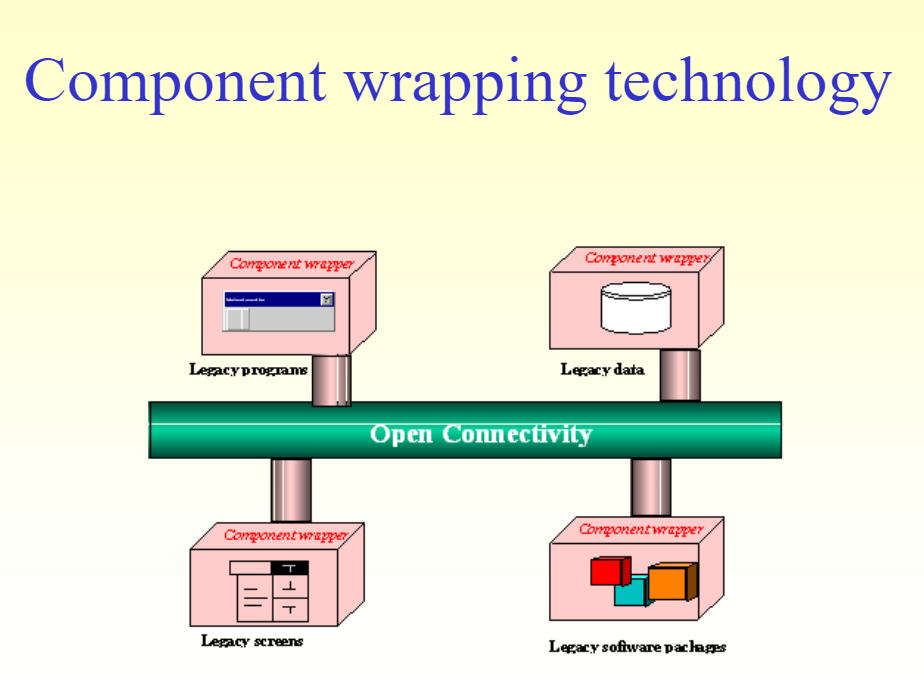 Component wrapping technology
Component wrapper
Component wrapper
Legacy programs
Legacy data
Open Connectivity
Component wrapper
Component wrapper
Legacy screens
Legacy software packages